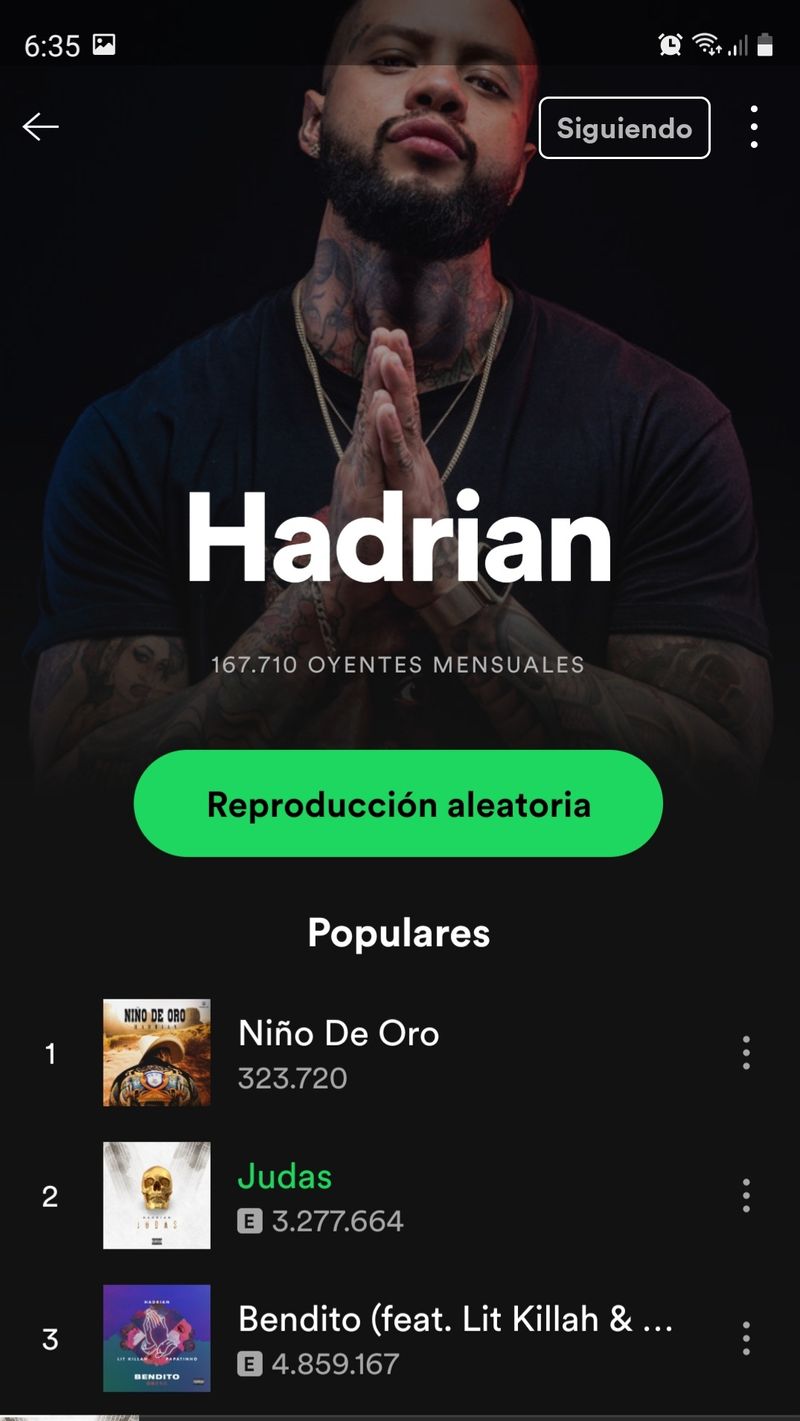 6:35
Siguiendo
Hadrian
167.710 OYENTES MENSUALES
Reproducción aleatoria
Populares
1
NIÑO DE ORO
HADRIAN
Niño De Oro
323.720
2
HADRIAN
JUDAS
Judas
E 3.277.664
3
HADRIAN
LIT KILLAH PAPATINHO
BENDITO
Bendito (feat. Lit Killah & ...
E 4.859.167